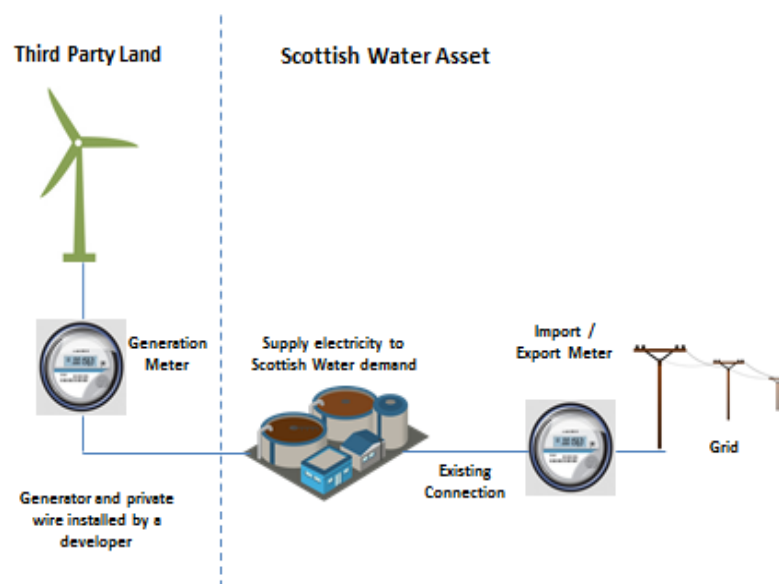 Third Party Land
Scottish Water Asset
Generation
Meter
Supply electricity to
Scottish Water demand
Import /
Export Meter
Grid
Existing
Connection
Generator and private
wire installed by a
developer